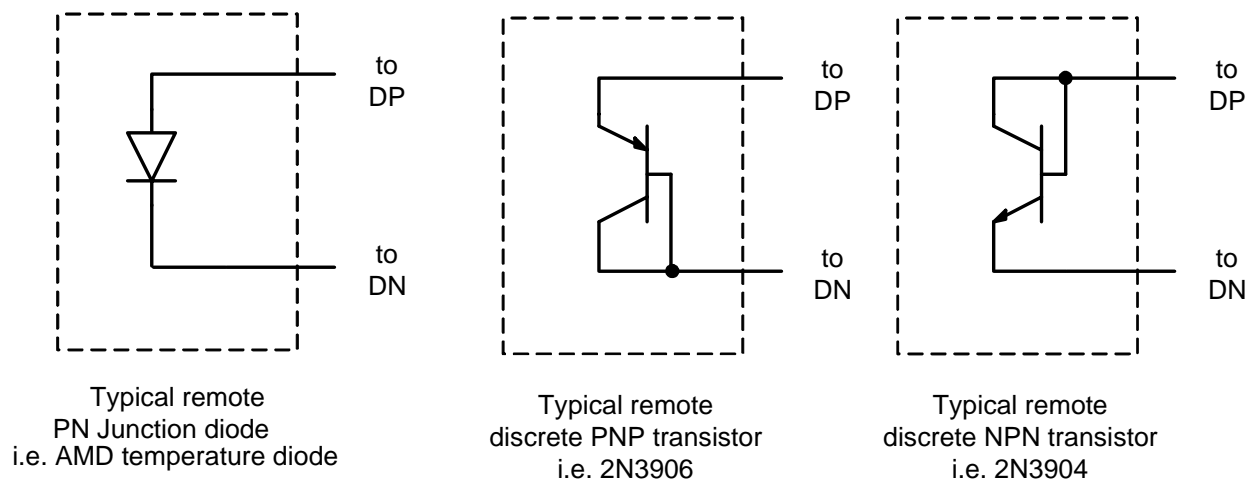 to
DP
to
DN
Typical remote
PN Junction diode
i.e. AMD temperature diode
to
DP
to
DN
Typical remote
discrete PNP transistor
i.e. 2N3906
to
DP
to
DN
Typical remote
discrete NPN transistor
i.e. 2N3904